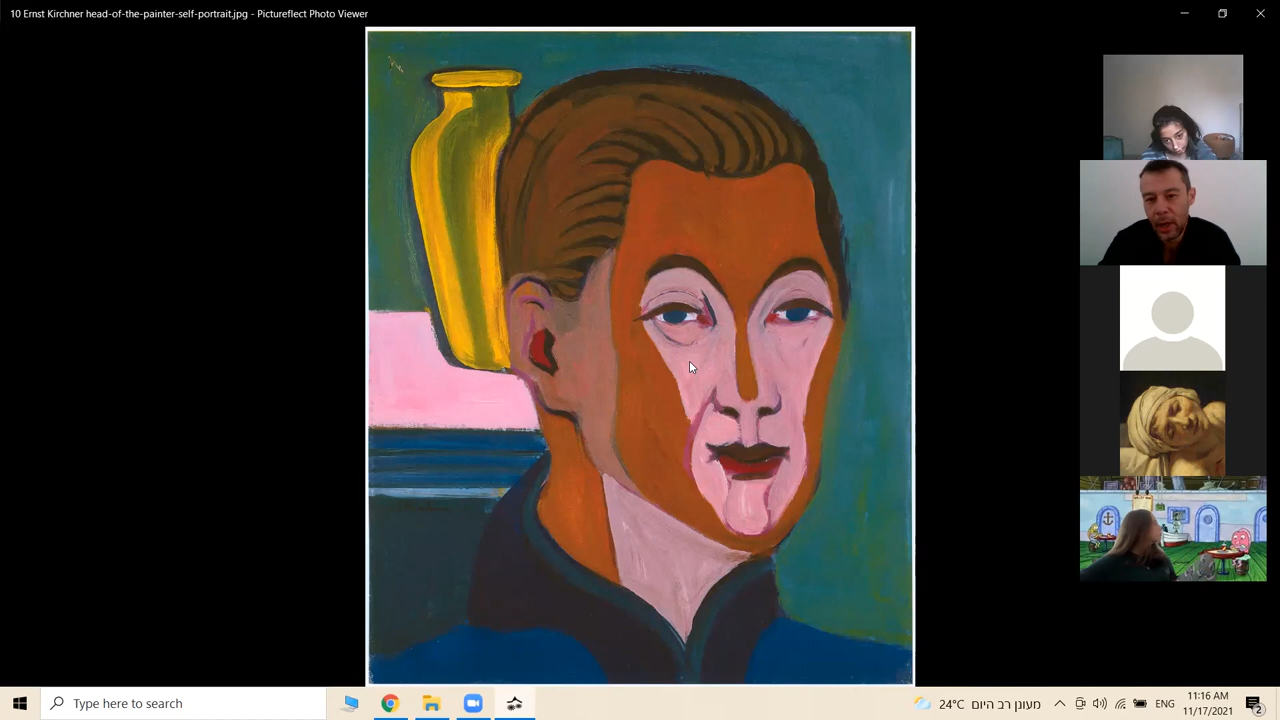 10 Ernst Kirchner head-of-the-painter-self-portrait.jpg - Pictureflect Photo Viewer
Type here to search
24°C מעונן רב היום
ENG
11:16 AM
11/17/2021
2